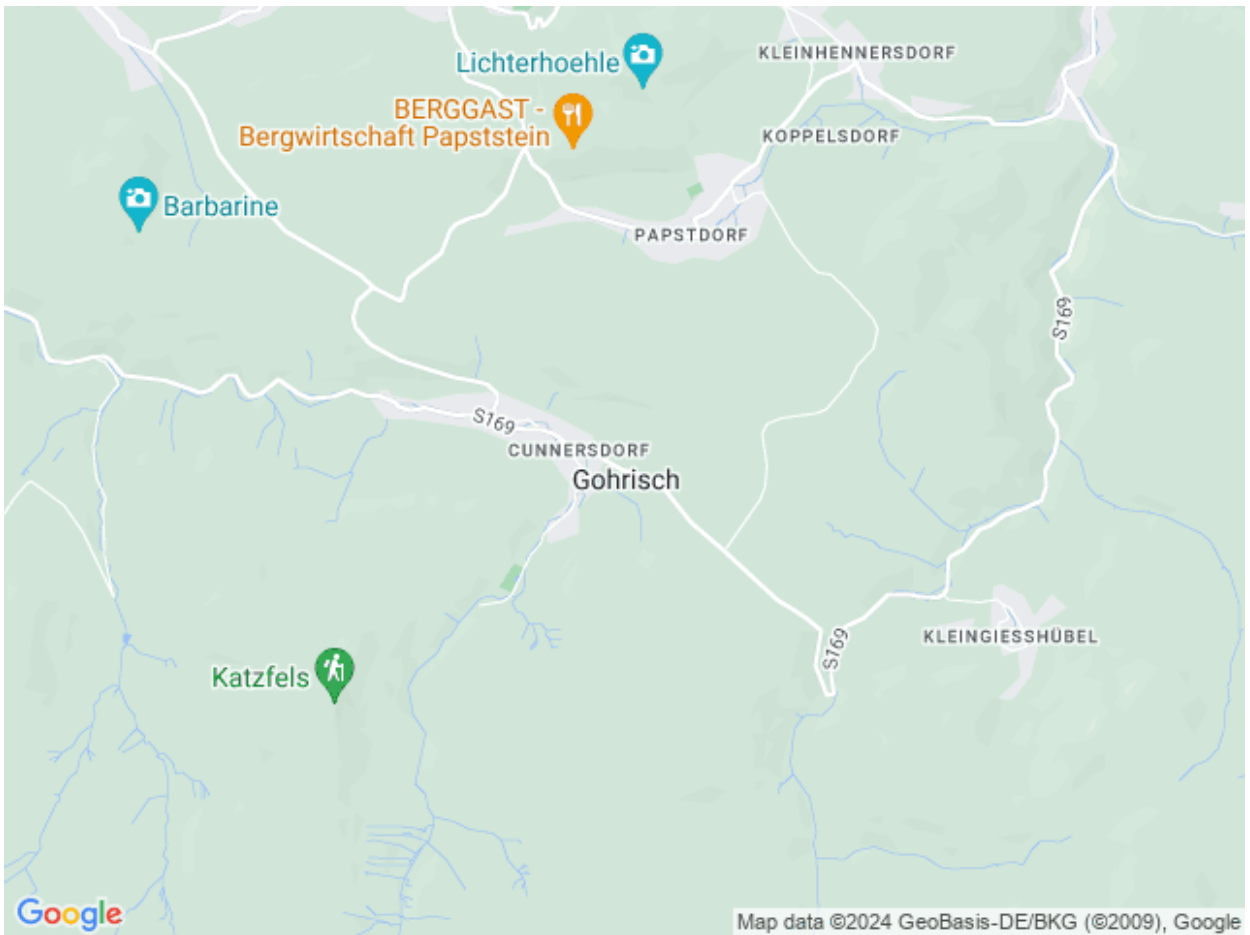 Lichterhoehle
KLEINHENNERSDORF
BERGGAST -
Bergwirtschaft Papststein
KOPPELSDORF
Barbarine
PAPSTDORF
S169
S169
CUNNERSDORF
Gohrisch
S169
KLEINGIESSHÜBEL
Katzfels
Google
Map data ©2024 GeoBasis-DE/BKG (©2009), Google